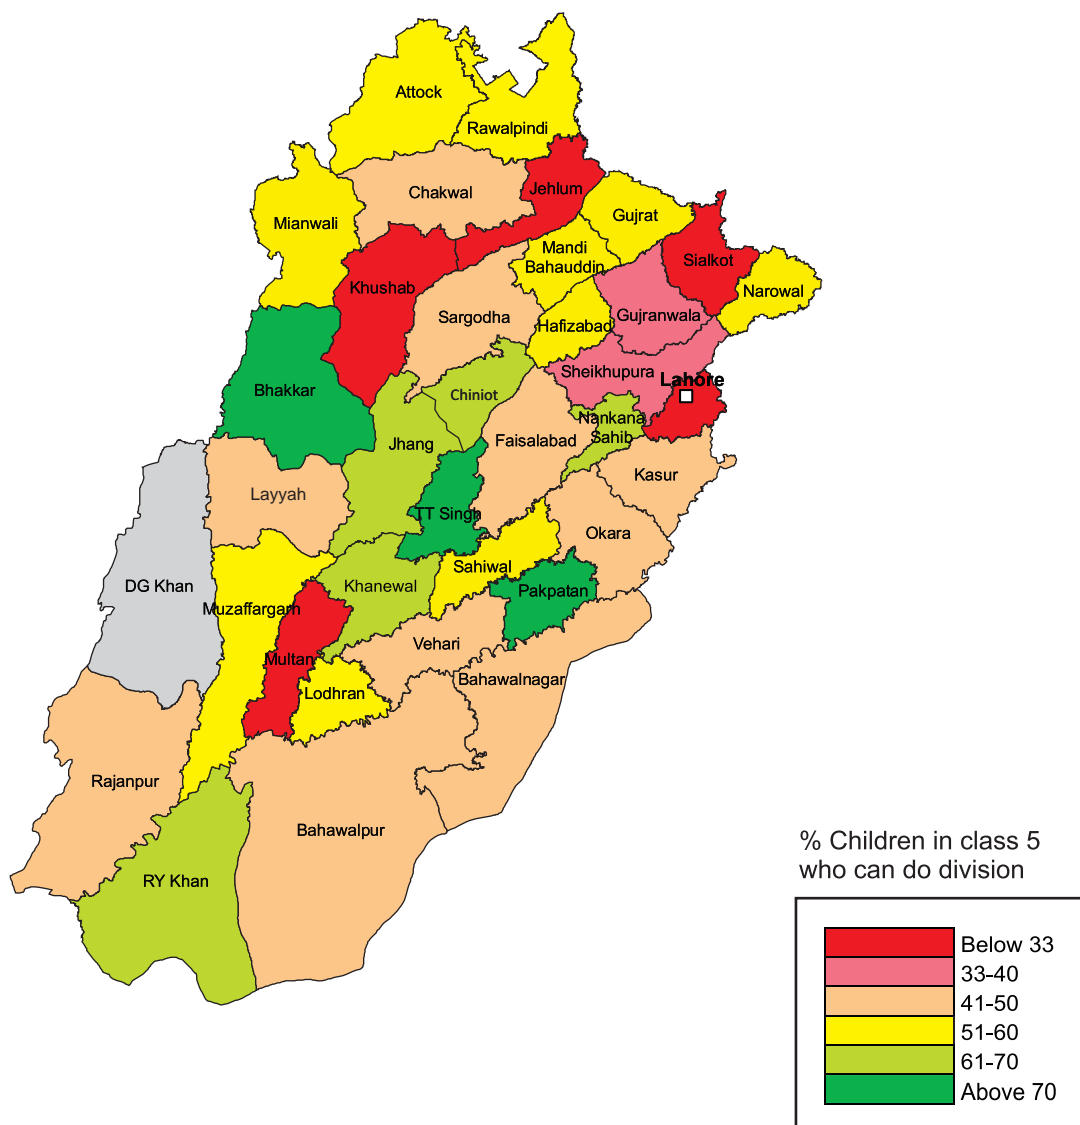 Attock
Rawalpindi
Chakwal
Jehlum
Mianwali
Gujrat
Mandi
Bahauddin
Sialkot
Khushab
Narowal
Sargodha
Hafizabad
Gujranwala
Sheikhupura
Lahore
Bhakkar
Chiniot
Jhang
Faisalabad
Nankana
Sahib
Kasur
Layyah
TT Singh
Okara
DG Khan
Khanewal
Sahiwal
Pakpatan
Muzaffargarh
Vehari
Multan
Lodhran
Bahawalnagar
Rajanpur
Bahawalpur
RY Khan
% Children in class 5
who can do division
Below 33
33-40
41-50
51-60
61-70
Above 70